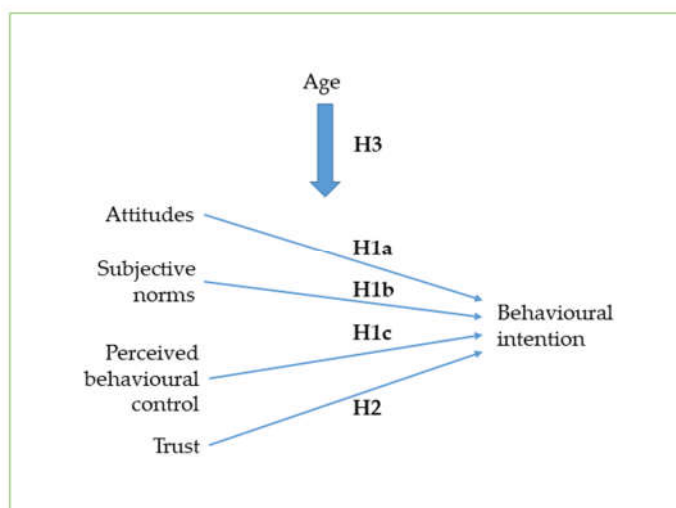 Age
H3
Attitudes
H1a
Subjective
norms
H1b
H1c
Perceived
behavioural
control
H2
Trust
Behavioural
intention